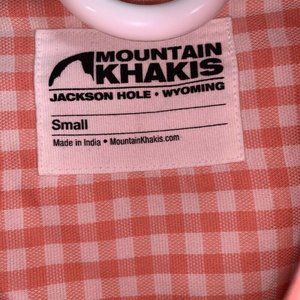 MOUNTAIN
KHAKIS
JACKSON HOLE • WYOMING
Small
Made in India • MountainKhakis.com